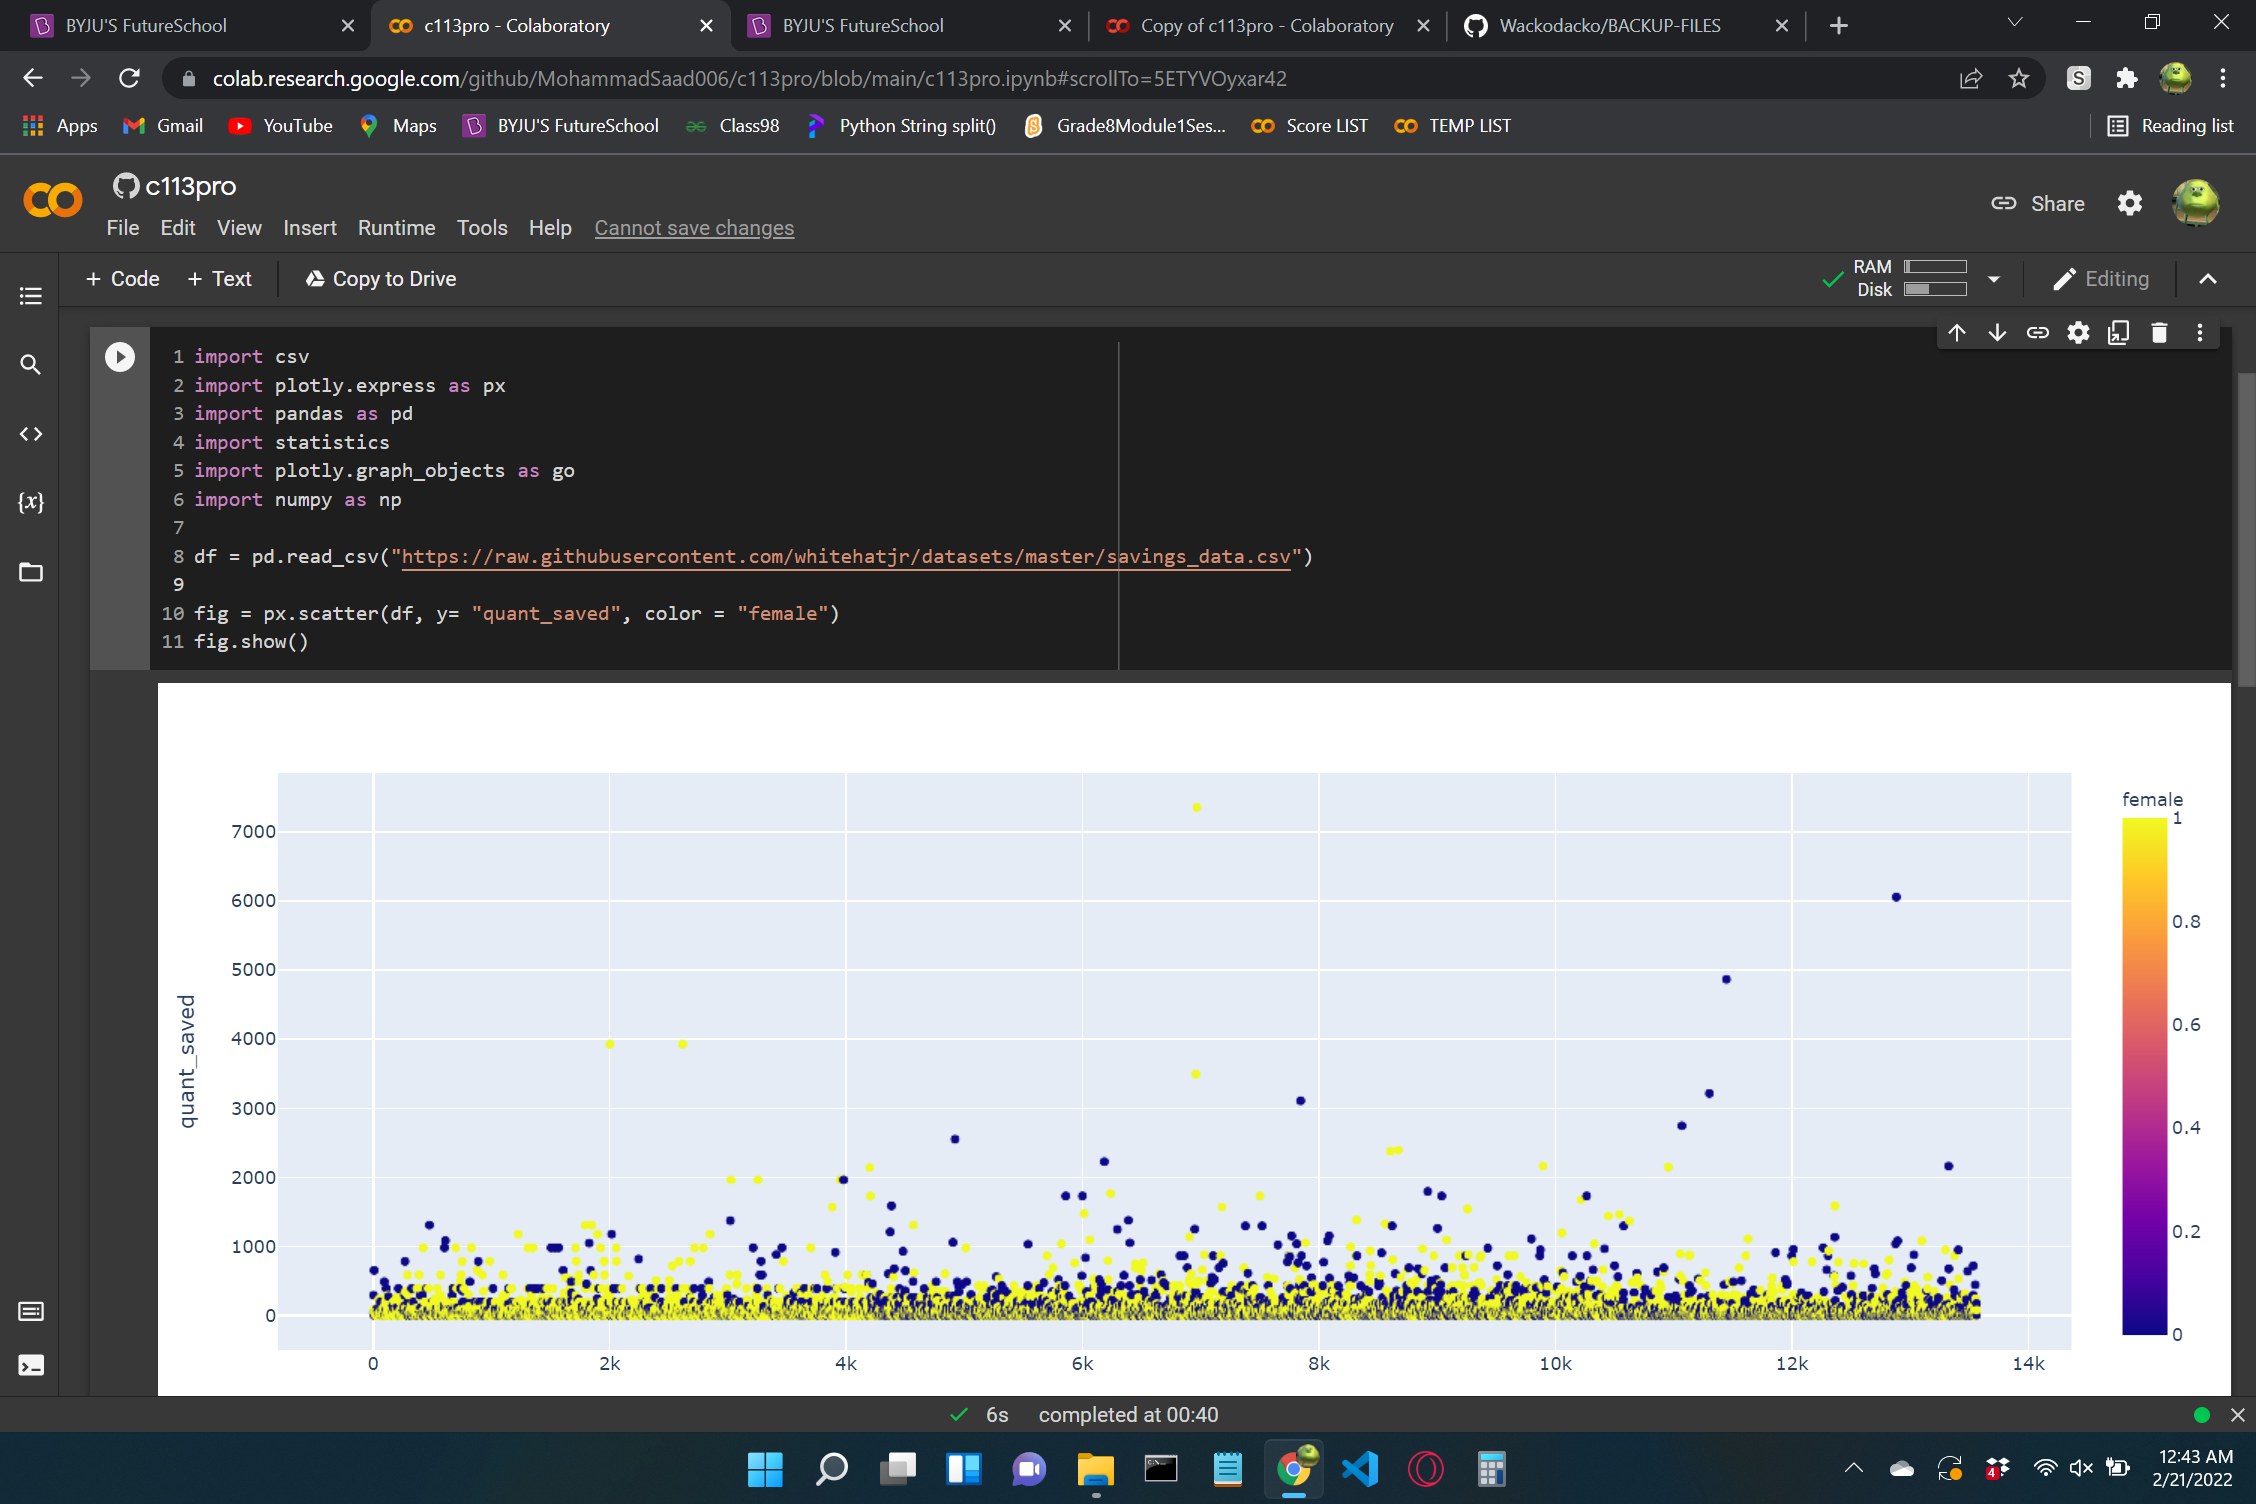 BYJU'S FutureSchool
c113pro - Colaboratory
BYJU'S FutureSchool
Copy of c113pro - Colaboratory
Wackodacko/BACKUP-FILES
colab.research.google.com/github/MohammadSaad006/c113pro/blob/main/c113pro.ipynb#scrollTo=5ETYVOyxar42
Apps
Gmail
YouTube
Maps
BYJU'S FutureSchool
Class98
Python String split()
Grade8Module1Ses...
Score LIST
TEMP LIST
Reading list
c113pro
File Edit View Insert Runtime Tools Help Cannot save changes
Share
+ Code + Text
Copy to Drive
RAM
Disk
Editing
1 import csv
2 import plotly.express as px
3 import pandas as pd
4 import statistics
5 import plotly.graph_objects as go
6 import numpy as np
7
8 df = pd.read_csv("https://raw.githubusercontent.com/whitehatjr/datasets/master/savings_data.csv")
9
10 fig = px.scatter(df, y= "quant_saved", color = "female")
11 fig.show()
quant_saved
7000
6000
5000
4000
3000
2000
1000
0
0 2k 4k 6k 8k 10k 12k 14k
female
1
0.8
0.6
0.4
0.2
0
6s completed at 00:40
4
12:43 AM
2/21/2022